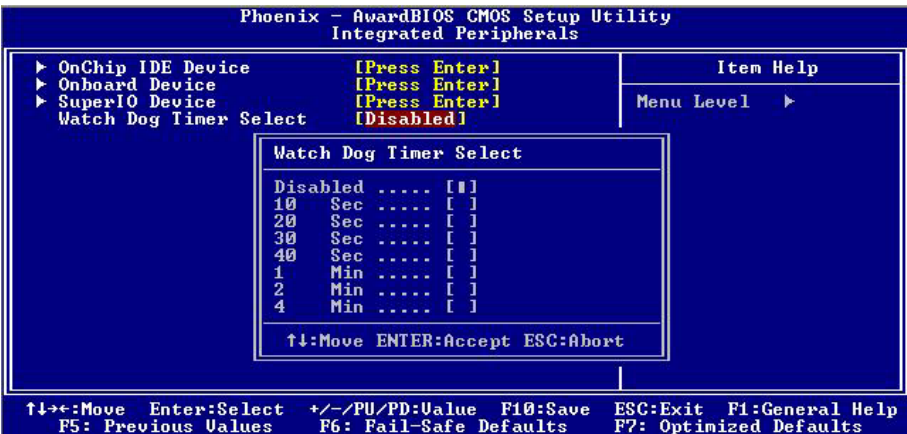 Phoenix - AwardBIOS CMOS Setup Utility
Integrated Peripherals
▶ OnChip IDE Device [Press Enter]
▶ Onboard Device [Press Enter]
▶ SuperIO Device [Press Enter]
Watch Dog Timer Select [Disabled]
Item Help
Menu Level ▶
Watch Dog Timer Select
Disabled ..... [▮]
10 Sec ..... [ ]
20 Sec ..... [ ]
30 Sec ..... [ ]
40 Sec ..... [ ]
1 Min ..... [ ]
2 Min ..... [ ]
4 Min ..... [ ]
↑↓:Move ENTER:Accept ESC:Abort
↑↓→←:Move Enter:Select +/-/PU/PD:Value F10:Save ESC:Exit F1:General Help
F5: Previous Values F6: Fail-Safe Defaults F7: Optimized Defaults